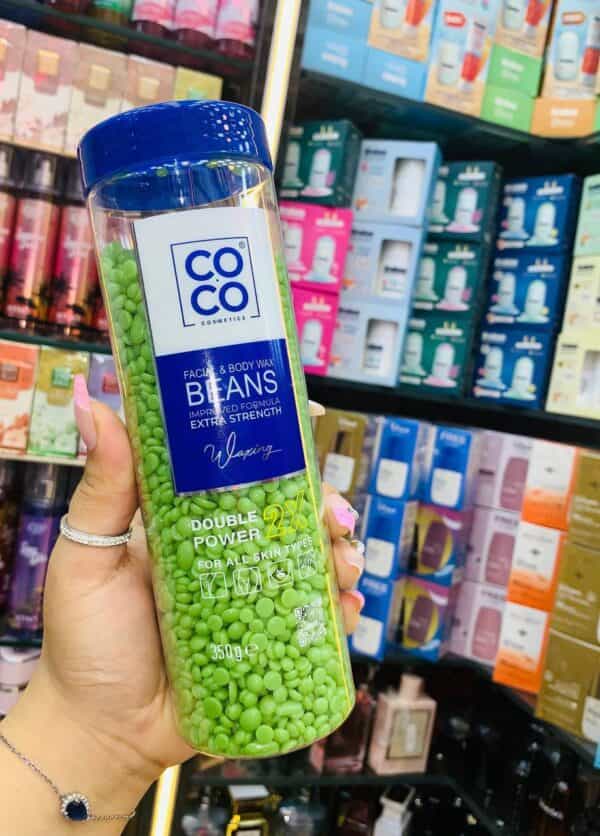 CO
CO®
COSMETICS
FACIAL & BODY WAX
BEANS
IMPROVED FORMULA
EXTRA STRENGTH
Waxing
DOUBLE 2X
POWER
FOR ALL SKIN TYPES
350g e